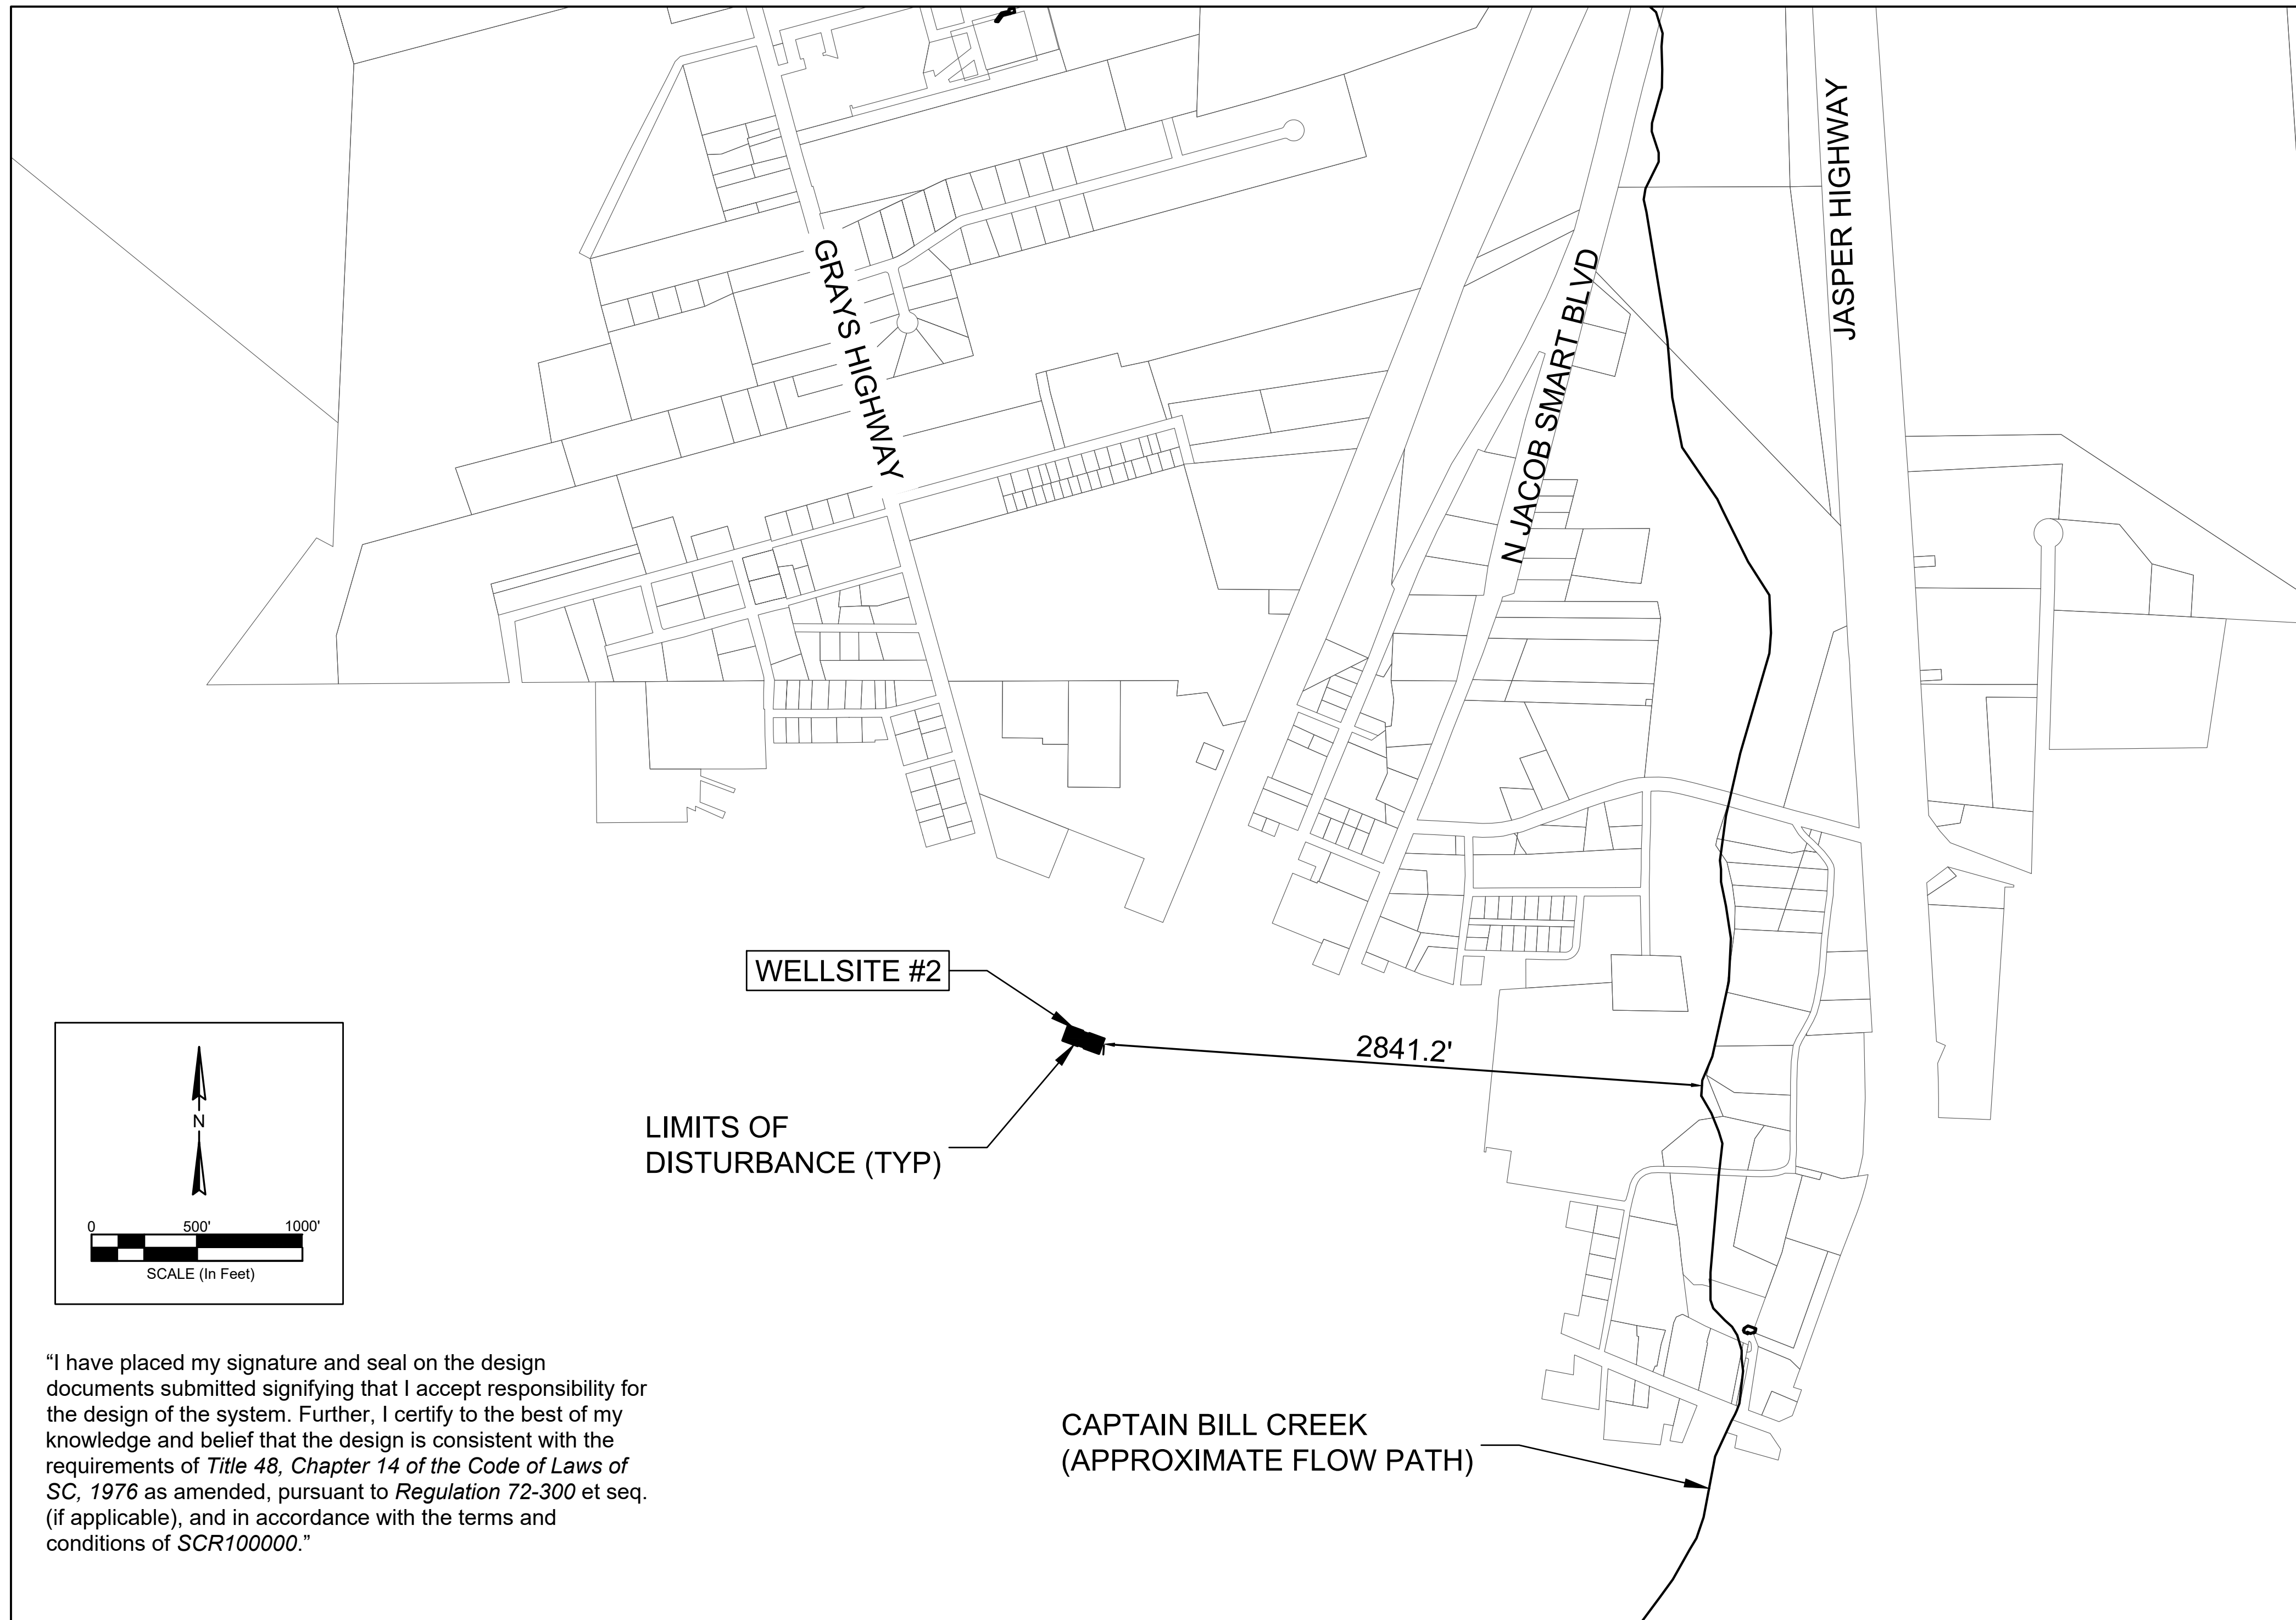 GRAYS HIGHWAY
N JACOB SMART BLVD
JASPER HIGHWAY
WELLSITE #2
2841.2'
LIMITS OF
DISTURBANCE (TYP)
N
0 500' 1000'
SCALE (In Feet)
“I have placed my signature and seal on the design
documents submitted signifying that I accept responsibility for
the design of the system. Further, I certify to the best of my
knowledge and belief that the design is consistent with the
requirements of Title 48, Chapter 14 of the Code of Laws of
SC, 1976 as amended, pursuant to Regulation 72-300 et seq.
(if applicable), and in accordance with the terms and
conditions of SCR100000.”
CAPTAIN BILL CREEK
(APPROXIMATE FLOW PATH)